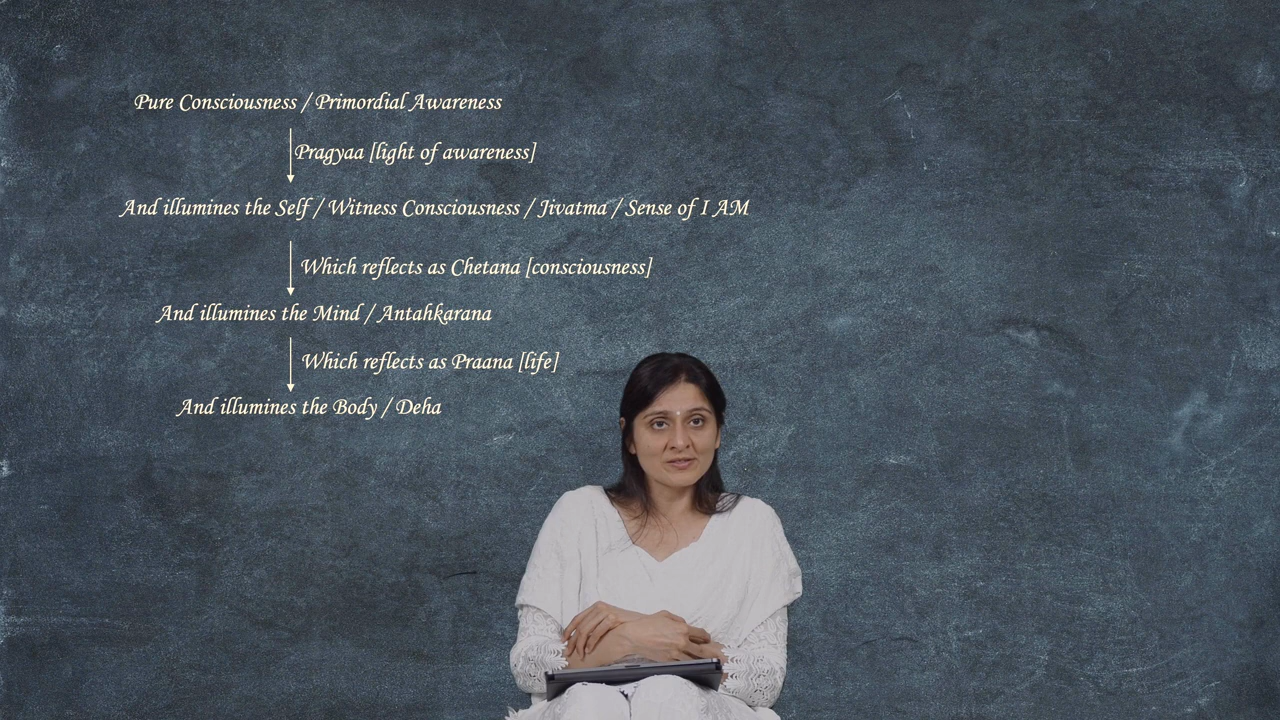 Pure Consciousness / Primordial Awareness
Pragyaa [light of awareness]
And illumines the Self / Witness Consciousness / Jivatma / Sense of I AM
Which reflects as Chetana [consciousness]
And illumines the Mind / Antahkarana
Which reflects as Praana [life]
And illumines the Body / Deha